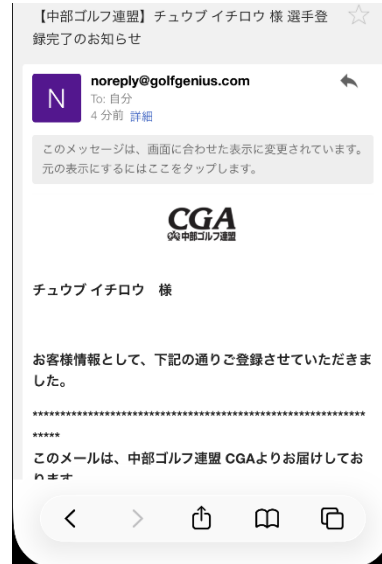 【中部ゴルフ連盟】チュウブ イチロウ 様 選手登
録完了のお知らせ
N
noreply@golfgenius.com
To: 自分
4 分前 詳細
このメッセージは、画面に合わせた表示に変更されています。
元の表示にするにはここをタップします。
CGA
中部ゴルフ連盟
チュウブ イチロウ　様
お客様情報として、下記の通りご登録させていただきま
した。
************************************************************
*****
このメールは、中部ゴルフ連盟 CGAよりお届けしてお
ります